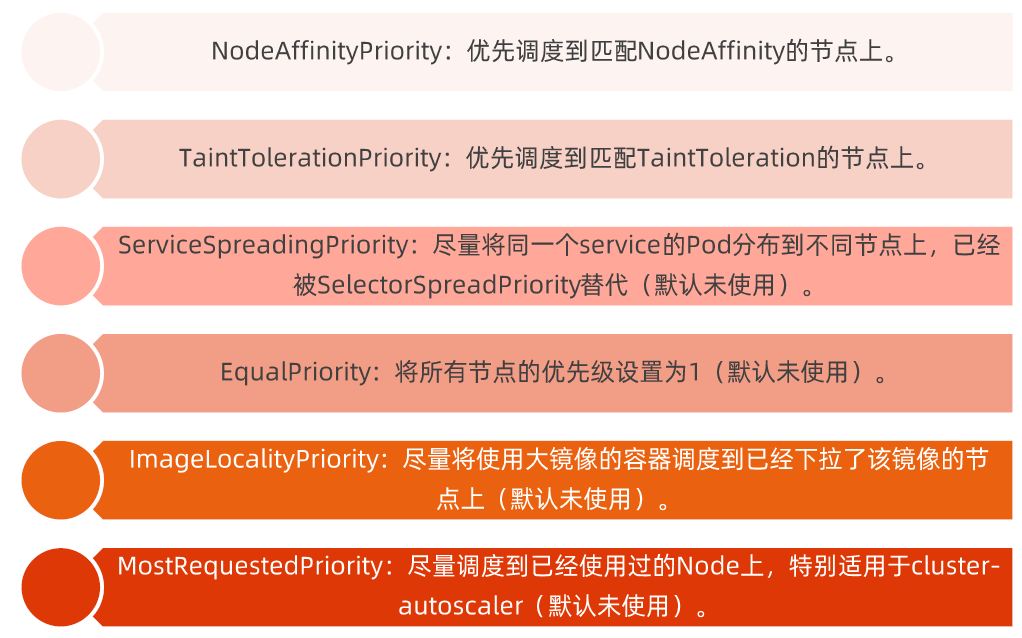 NodeAffinityPriority：优先调度到匹配NodeAffinity的节点上。
TaintTolerationPriority：优先调度到匹配TaintToleration的节点上。
ServiceSpreadingPriority：尽量将同一个service的Pod分布到不同节点上，已经
被SelectorSpreadPriority替代（默认未使用）。
EqualPriority：将所有节点的优先级设置为1（默认未使用）。
ImageLocalityPriority：尽量将使用大镜像的容器调度到已经下拉了该镜像的节
点上（默认未使用）。
MostRequestedPriority：尽量调度到已经使用过的Node上，特别适用于cluster-
autoscaler（默认未使用）。